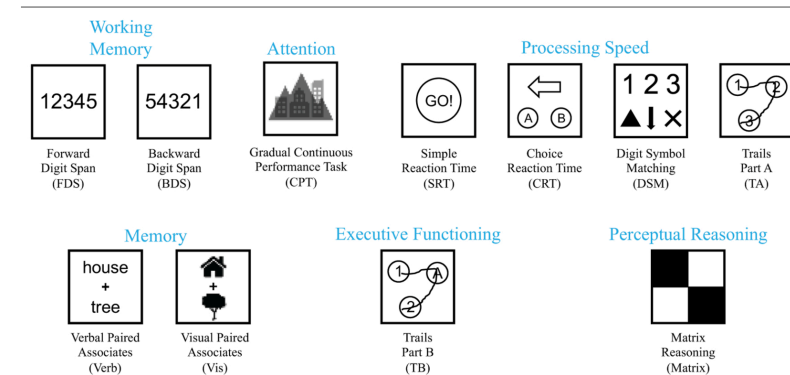 Working
Memory
Attention
Processing Speed
12345
54321
GO!
A B
1 2 3
1 2
3
Forward
Digit Span
(FDS)
Backward
Digit Span
(BDS)
Gradual Continuous
Performance Task
(CPT)
Simple
Reaction Time
(SRT)
Choice
Reaction Time
(CRT)
Digit Symbol
Matching
(DSM)
Trails
Part A
(TA)
Memory
Executive Functioning
Perceptual Reasoning
house
+
tree
+
1 A
2
Verbal Paired
Associates
(Verb)
Visual Paired
Associates
(Vis)
Trails
Part B
(TB)
Matrix
Reasoning
(Matrix)